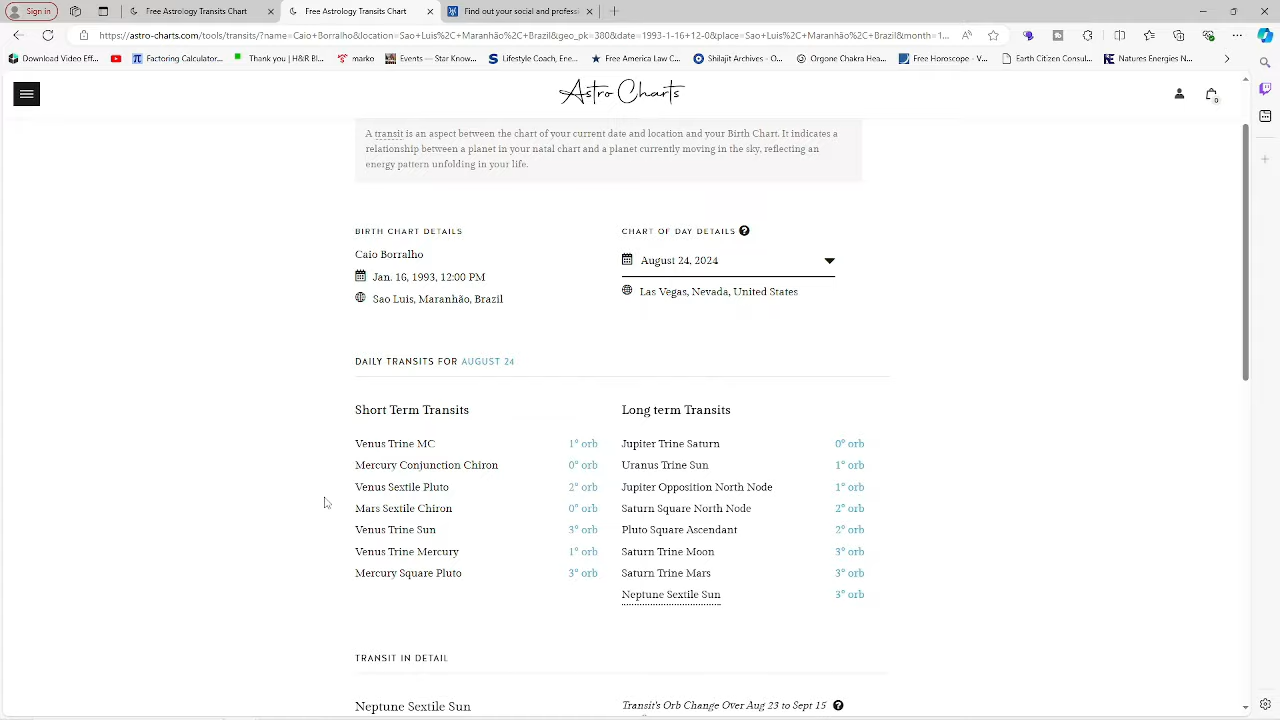 Sign in
Free Astrology Transits Chart
Free Astrology Transits Chart
Find out your social and professi
https://astro-charts.com/tools/transits/?name=Caio+Borralho&location=Sao+Luis%2C+Maranhão%2C+Brazil&geo_pk=380&date=1993-1-16+12-0&place=Sao+Luis%2C+Maranhão%2C+Brazil&month=1...
Download Video Eff...
Factoring Calculator...
Thank you | H&R Bl...
marko
Events — Star Know...
Lifestyle Coach, Ene...
Free America Law C...
Shilajit Archives - O...
Orgone Chakra Hea...
Free Horoscope - V...
Earth Citizen Consul...
Natures Energies N...
Astro Charts
0
A transit is an aspect between the chart of your current date and location and your Birth Chart. It indicates a
relationship between a planet in your natal chart and a planet currently moving in the sky, reflecting an
energy pattern unfolding in your life.
BIRTH CHART DETAILS
Caio Borralho
Jan. 16, 1993, 12:00 PM
Sao Luis, Maranhão, Brazil
CHART OF DAY DETAILS ?
August 24, 2024
Las Vegas, Nevada, United States
DAILY TRANSITS FOR AUGUST 24
Short Term Transits
Venus Trine MC 1° orb
Mercury Conjunction Chiron 0° orb
Venus Sextile Pluto 2° orb
Mars Sextile Chiron 0° orb
Venus Trine Sun 3° orb
Venus Trine Mercury 1° orb
Mercury Square Pluto 3° orb
Long term Transits
Jupiter Trine Saturn 0° orb
Uranus Trine Sun 1° orb
Jupiter Opposition North Node 1° orb
Saturn Square North Node 2° orb
Pluto Square Ascendant 2° orb
Saturn Trine Moon 3° orb
Saturn Trine Mars 3° orb
Neptune Sextile Sun 3° orb
TRANSIT IN DETAIL
Neptune Sextile Sun
Transit's Orb Change Over Aug 23 to Sept 15 ?